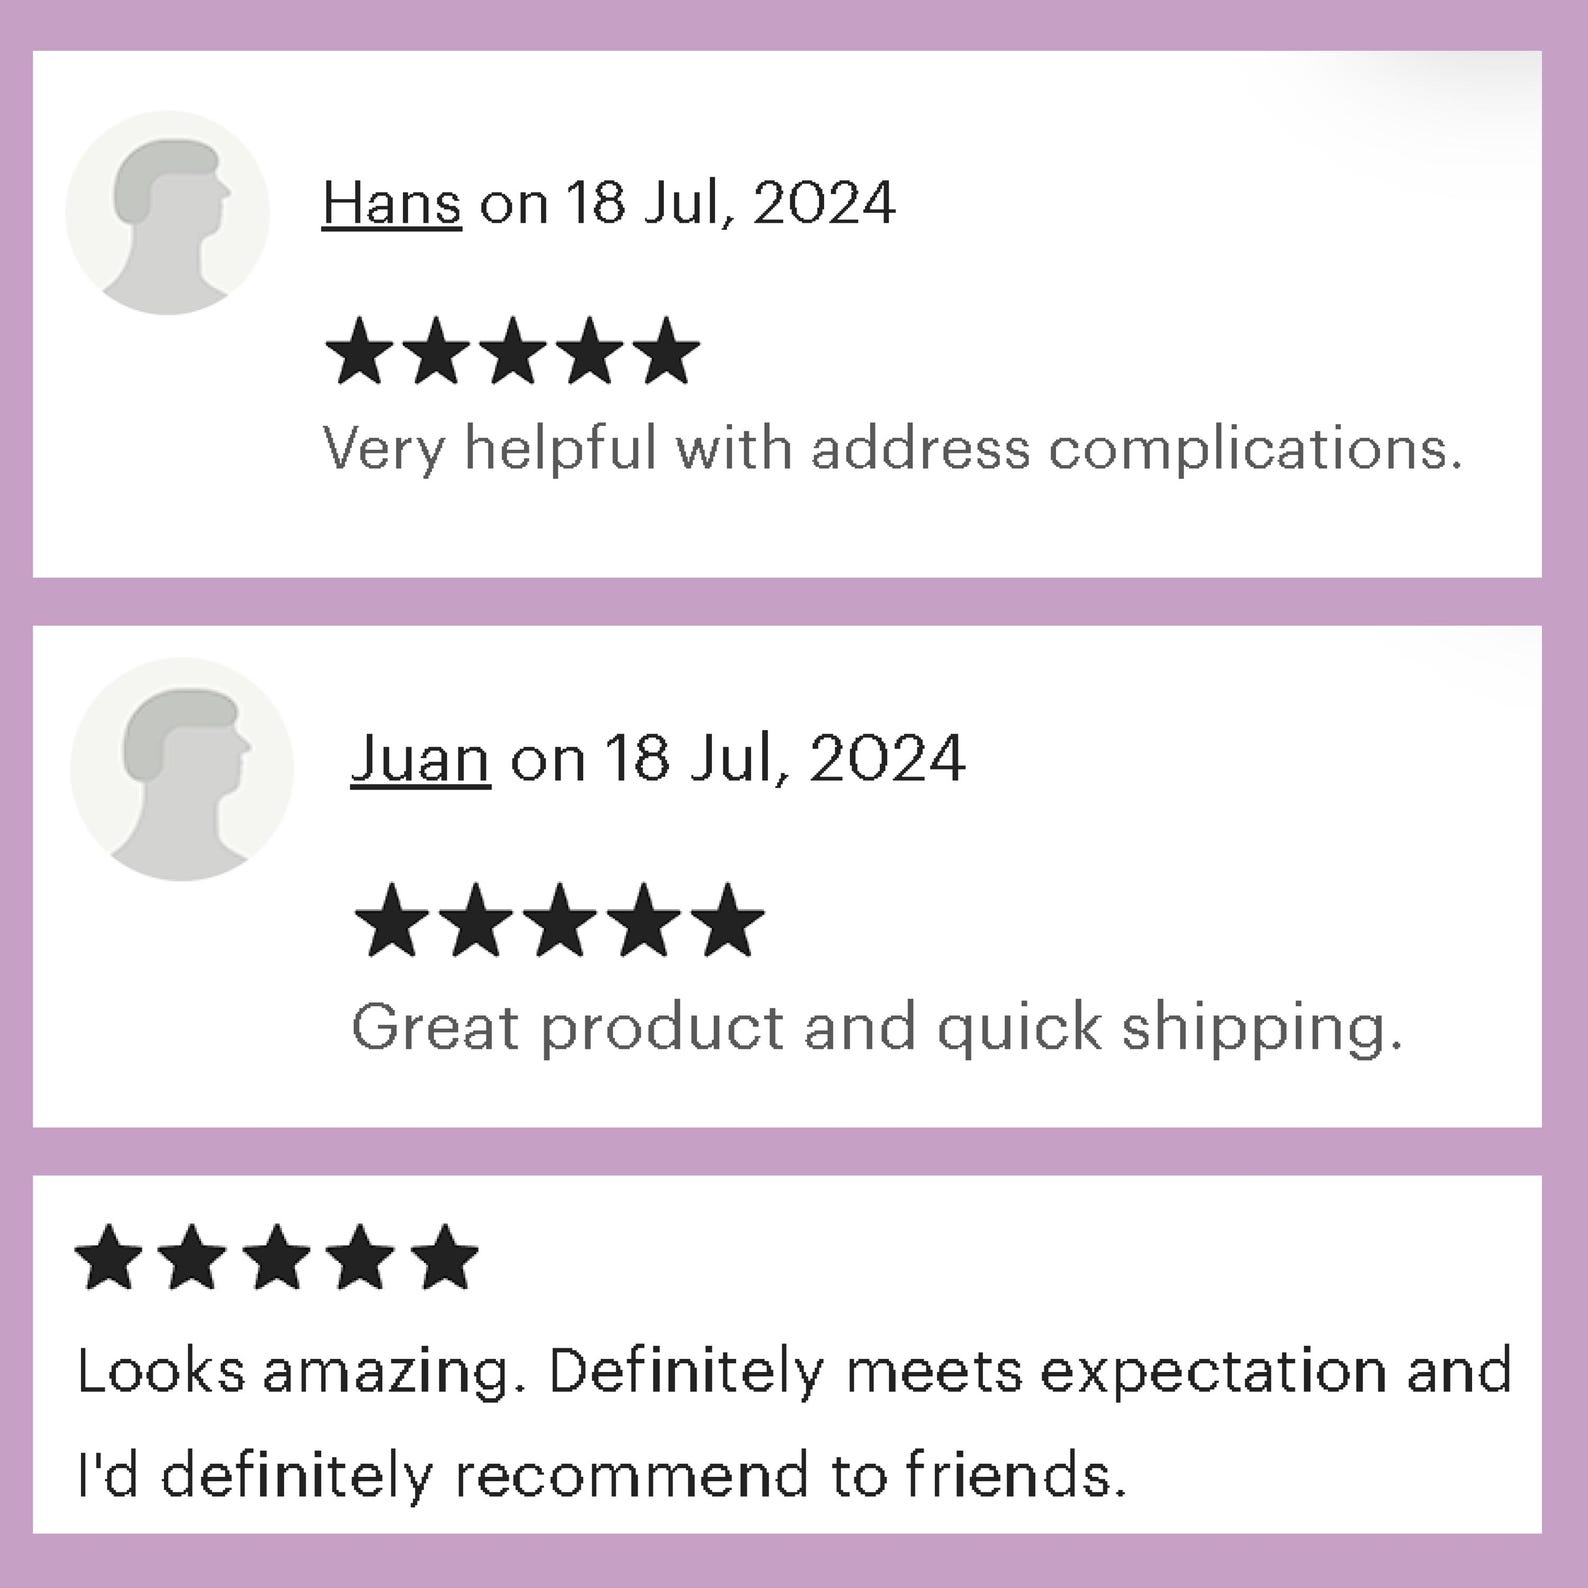 Hans on 18 Jul, 2024
Very helpful with address complications.
Juan on 18 Jul, 2024
Great product and quick shipping.
Looks amazing. Definitely meets expectation and
I'd definitely recommend to friends.